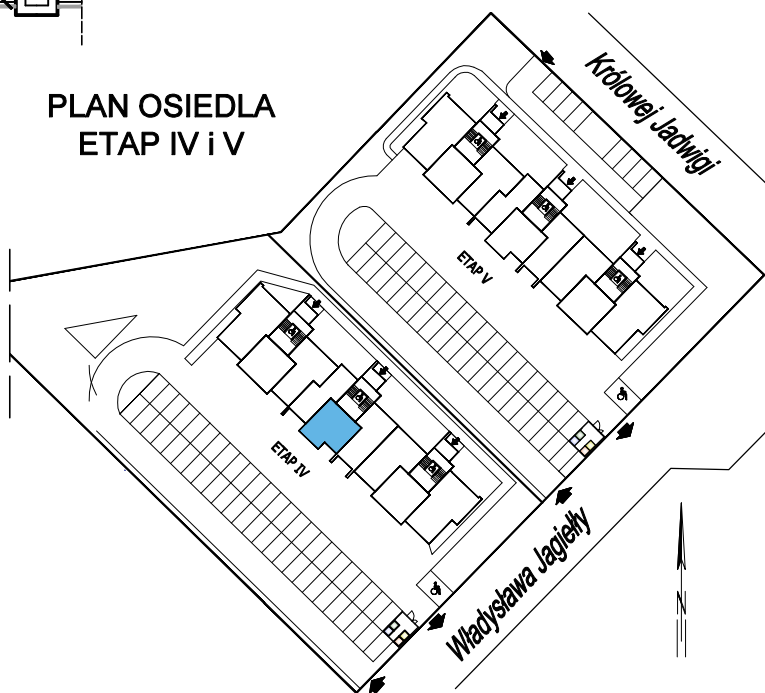 PLAN OSIEDLA
ETAP IV i V
Królowej Jadwigi
ETAP V
ETAP IV
Władysława Jagiełły
N